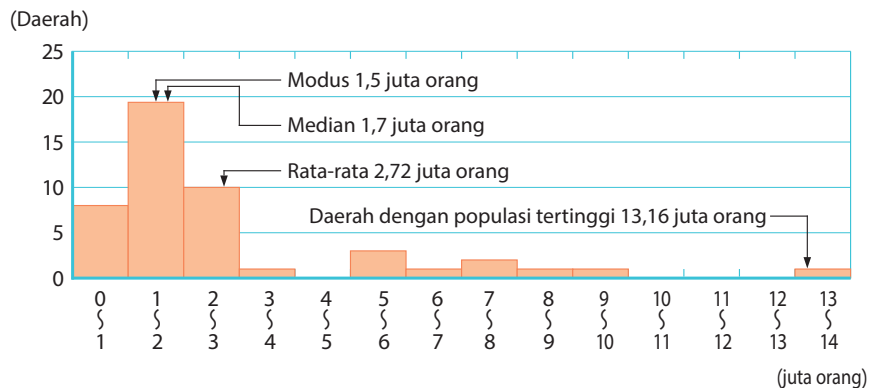 (Daerah)
25
20
15
10
5
0
Modus 1,5 juta orang
Median 1,7 juta orang
Rata-rata 2,72 juta orang
Daerah dengan populasi tertinggi 13,16 juta orang
0 1 2 3 4 5 6 7 8 9 10 11 12 13
~ ~ ~ ~ ~ ~ ~ ~ ~ ~ ~ ~ ~ ~
1 2 3 4 5 6 7 8 9 10 11 12 13 14
(juta orang)